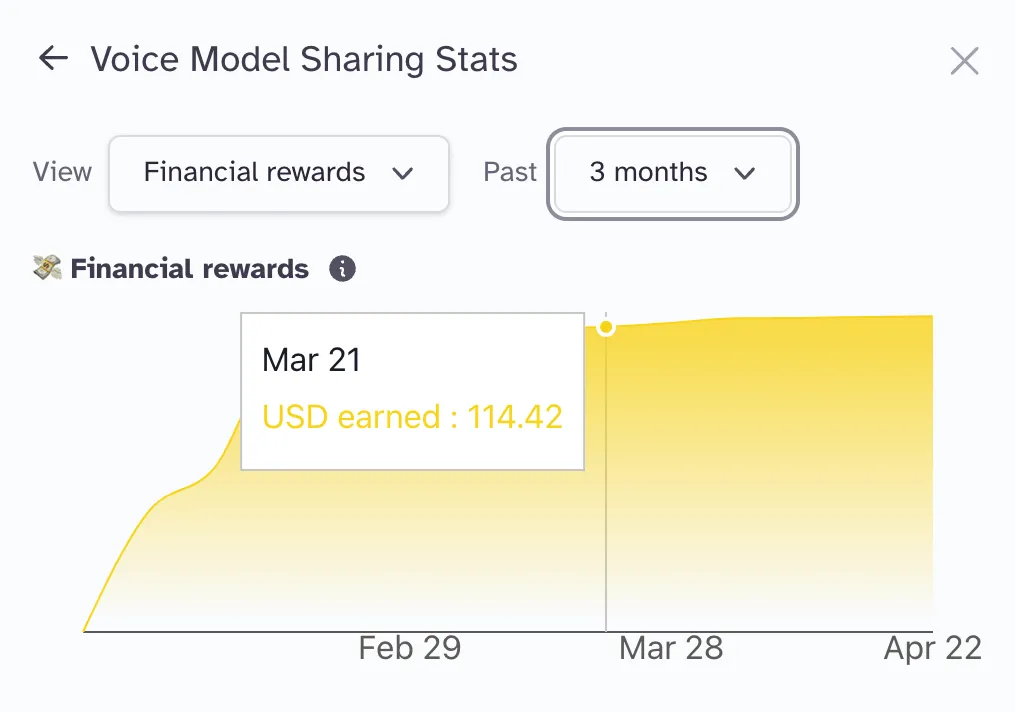 Voice Model Sharing Stats
View Financial rewards Past 3 months
Financial rewards
Mar 21
USD earned : 114.42
Feb 29 Mar 28 Apr 22